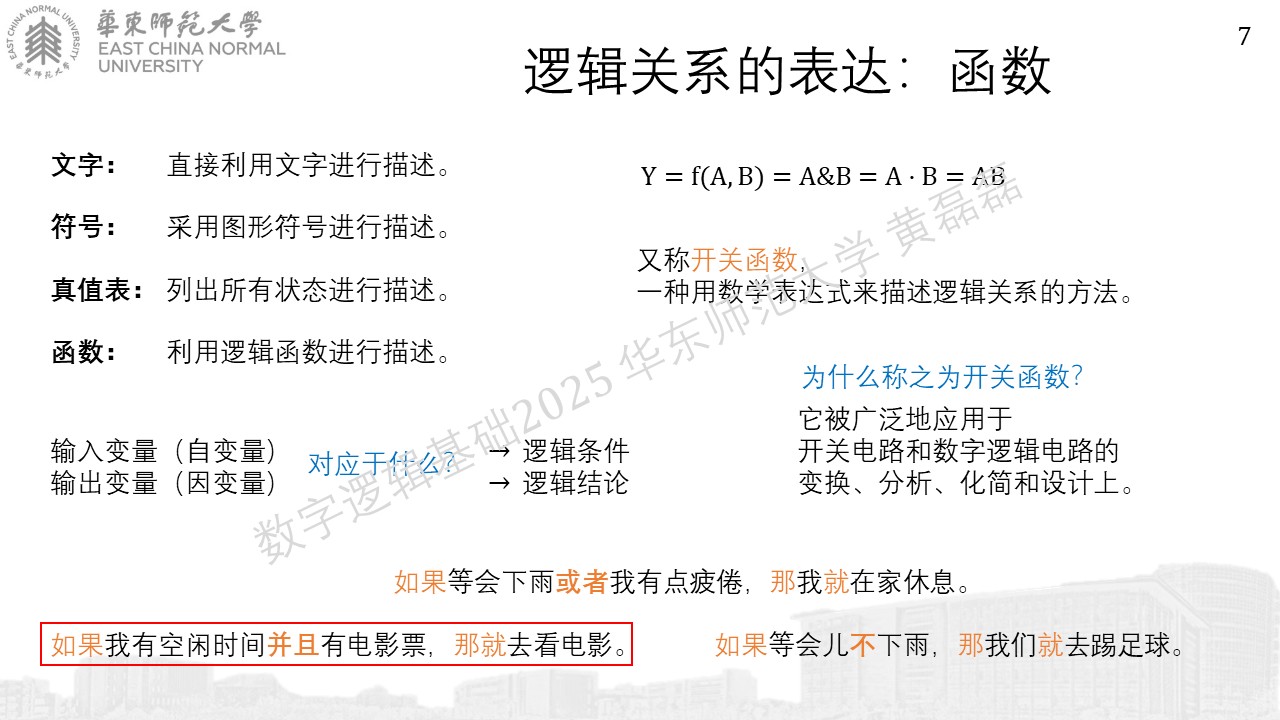 華東師範大學
EAST CHINA NORMAL
UNIVERSITY
EAST CHINA NORMAL UNIVERSITY
華東师范大学
7
逻辑关系的表达：函数
文字： 直接利用文字进行描述。
符号： 采用图形符号进行描述。
真值表： 列出所有状态进行描述。
函数： 利用逻辑函数进行描述。
Y = f(A, B) = A&B = A · B = AB
又称开关函数，
一种用数学表达式来描述逻辑关系的方法。
为什么称之为开关函数？
它被广泛地应用于
开关电路和数字逻辑电路的
变换、分析、化简和设计上。
输入变量（自变量）
输出变量（因变量）
对应于什么？
→ 逻辑条件
→ 逻辑结论
数字逻辑基础2025 华东师范大学 黄磊磊
如果等会下雨或者我有点疲倦，那我就在家休息。
如果我有空闲时间并且有电影票，那就去看电影。
如果等会儿不下雨，那我们就去踢足球。